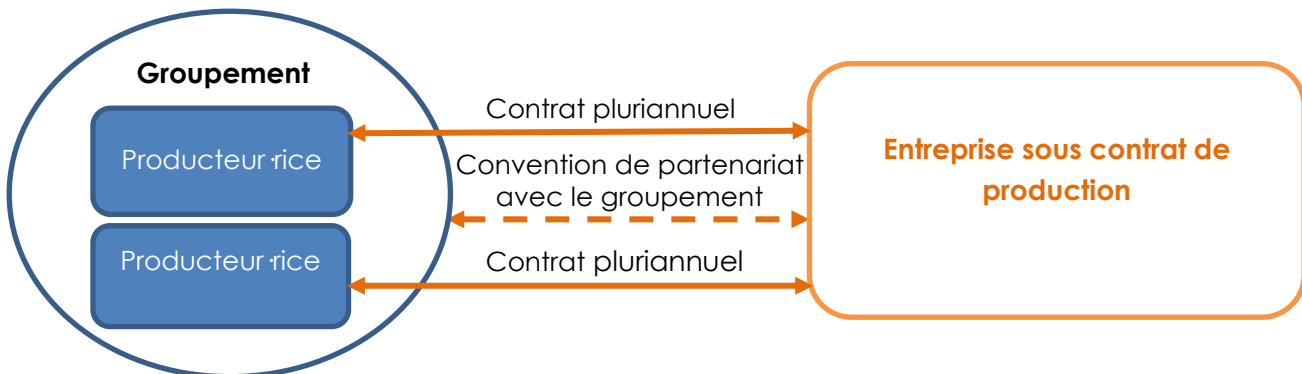 Groupement
Producteur·rice
Producteur·rice
Contrat pluriannuel
Convention de partenariat
avec le groupement
Contrat pluriannuel
Entreprise sous contrat de
production